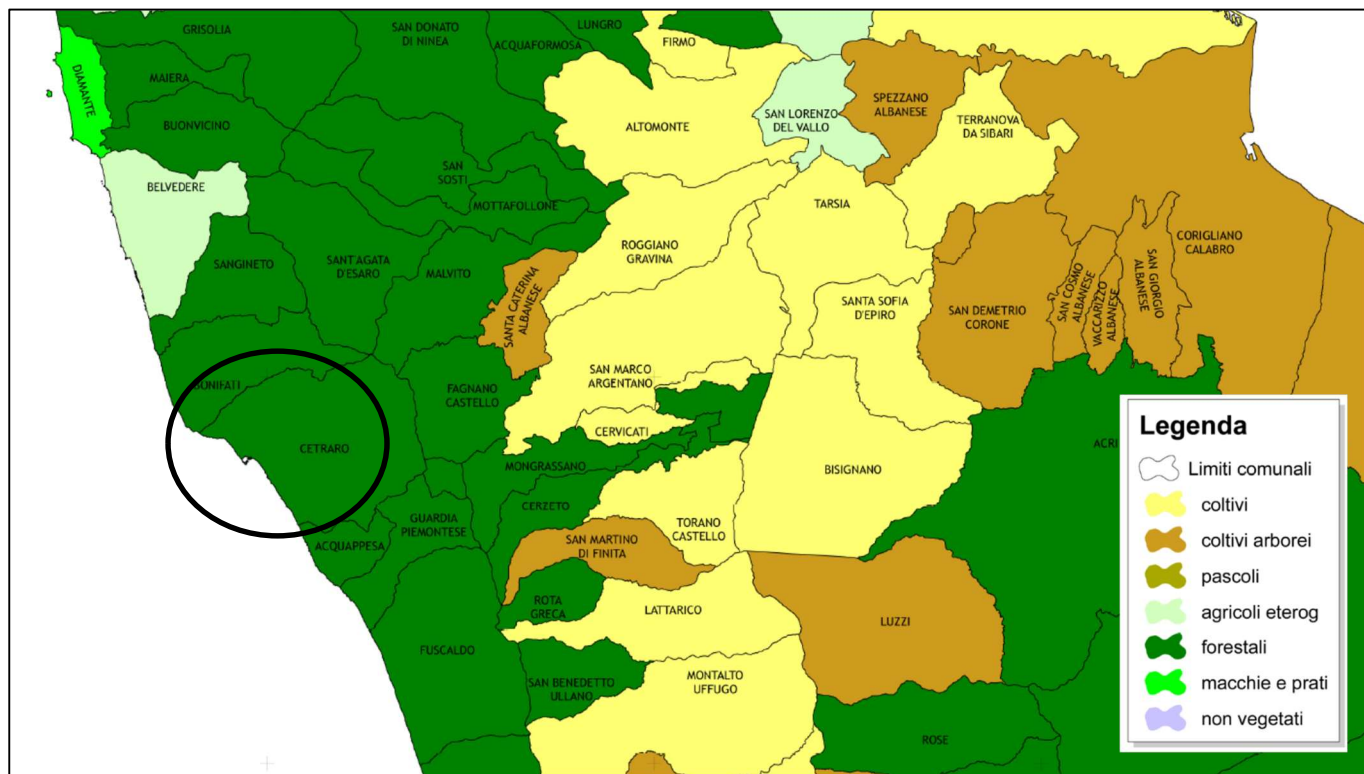 GRISOLIA
SAN DONATO
DI NINEA
LUNGRO
ACQUAFORMOSA
FIRMO
DIAMANTE
MAIERA
BUONVICINO
ALTOMONTE
SAN LORENZO
DEL VALLO
SPEZZANO
ALBANESE
TERRANOVA
DA SIBARI
BELVEDERE
SAN
SOSTI
MOTTAFOLLONE
TARSIA
SANGINETO
SANT'AGATA
D'ESARO
MALVITO
ROGGIANO
GRAVINA
SANTA CATERINA
ALBANESE
SANTA SOFIA
D'EPIRO
SAN DEMETRIO
CORONE
SAN COSMO
ALBANESE
VACCARIZZO
ALBANESE
SAN GIORGIO
ALBANESE
CORIGLIANO
CALABRO
BONIFATI
FAGNANO
CASTELLO
SAN MARCO
ARGENTANO
CERVICATI
CETRARO
MONGRASSANO
BISIGNANO
ACRI
CERZETO
GUARDIA
PIEMONTESE
TORANO
CASTELLO
ACQUAPPESA
SAN MARTINO
DI FINITA
ROTA
GRECA
LATTARICO
LUZZI
FUSCALDO
SAN BENEDETTO
ULLANO
MONTALTO
UFFUGO
ROSE
Legenda
Limiti comunali
coltivi
coltivi arborei
pascoli
agricoli eterog
forestali
macchie e prati
non vegetati